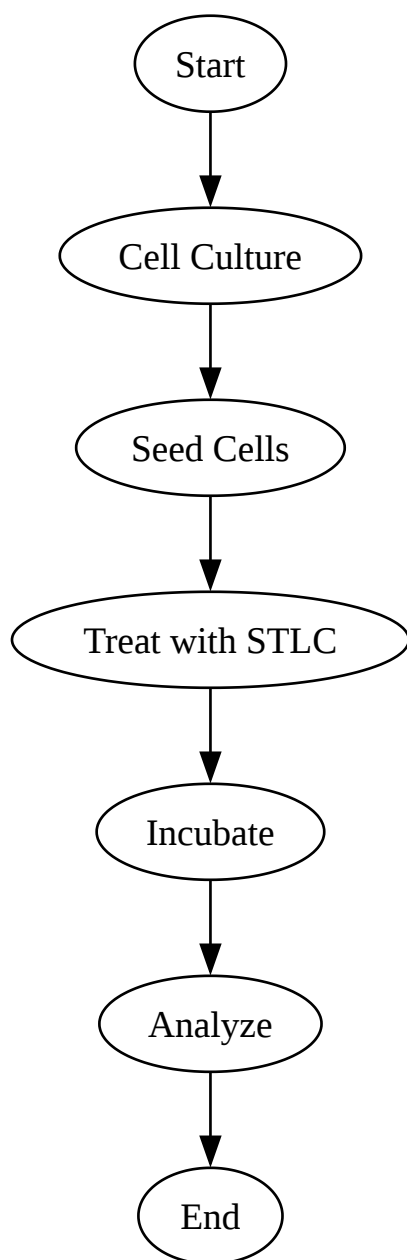 Start
Cell Culture
Seed Cells
Treat with STLC
Incubate
Analyze
End